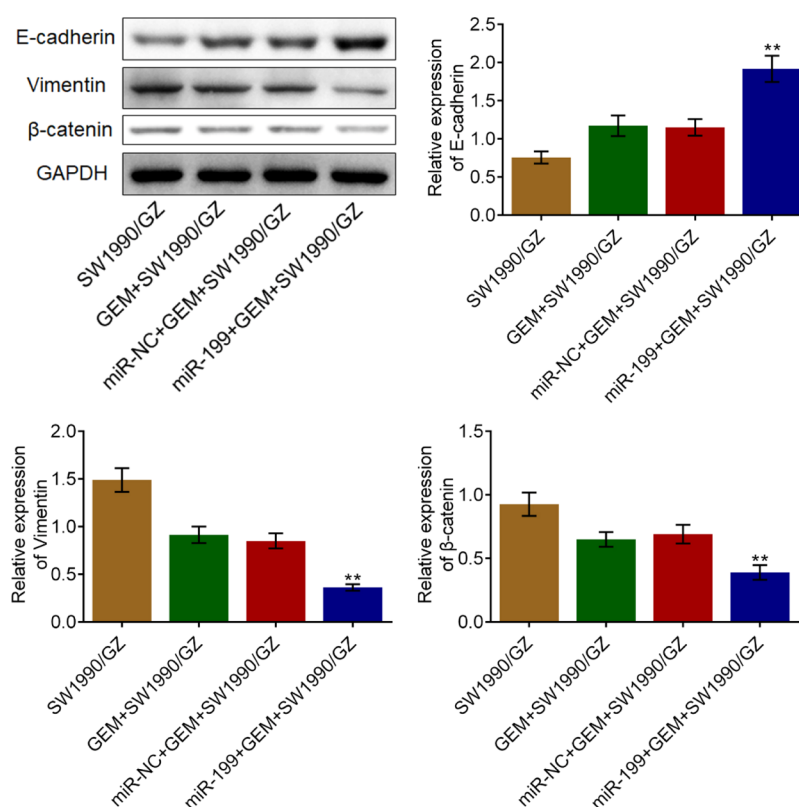 E-cadherin
Vimentin
β-catenin
GAPDH
SW1990/GZ
GEM+SW1990/GZ
miR-NC+GEM+SW1990/GZ
miR-199+GEM+SW1990/GZ
Relative expression
of E-cadherin
2.5
2.0
1.5
1.0
0.5
0.0
**
SW1990/GZ
GEM+SW1990/GZ
miR-NC+GEM+SW1990/GZ
miR-199+GEM+SW1990/GZ
Relative expression
of Vimentin
2.0
1.5
1.0
0.5
0.0
**
SW1990/GZ
GEM+SW1990/GZ
miR-NC+GEM+SW1990/GZ
miR-199+GEM+SW1990/GZ
Relative expression
of β-catenin
1.5
1.0
0.5
0.0
**
SW1990/GZ
GEM+SW1990/GZ
miR-NC+GEM+SW1990/GZ
miR-199+GEM+SW1990/GZ